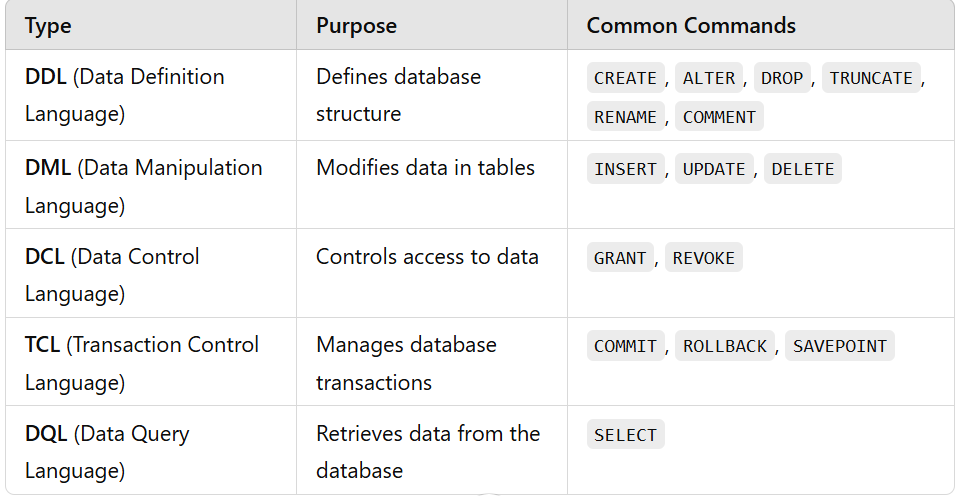 Type Purpose Common Commands
DDL (Data Definition Language) Defines database structure CREATE, ALTER, DROP, TRUNCATE, RENAME, COMMENT
DML (Data Manipulation Language) Modifies data in tables INSERT, UPDATE, DELETE
DCL (Data Control Language) Controls access to data GRANT, REVOKE
TCL (Transaction Control Language) Manages database transactions COMMIT, ROLLBACK, SAVEPOINT
DQL (Data Query Language) Retrieves data from the database SELECT